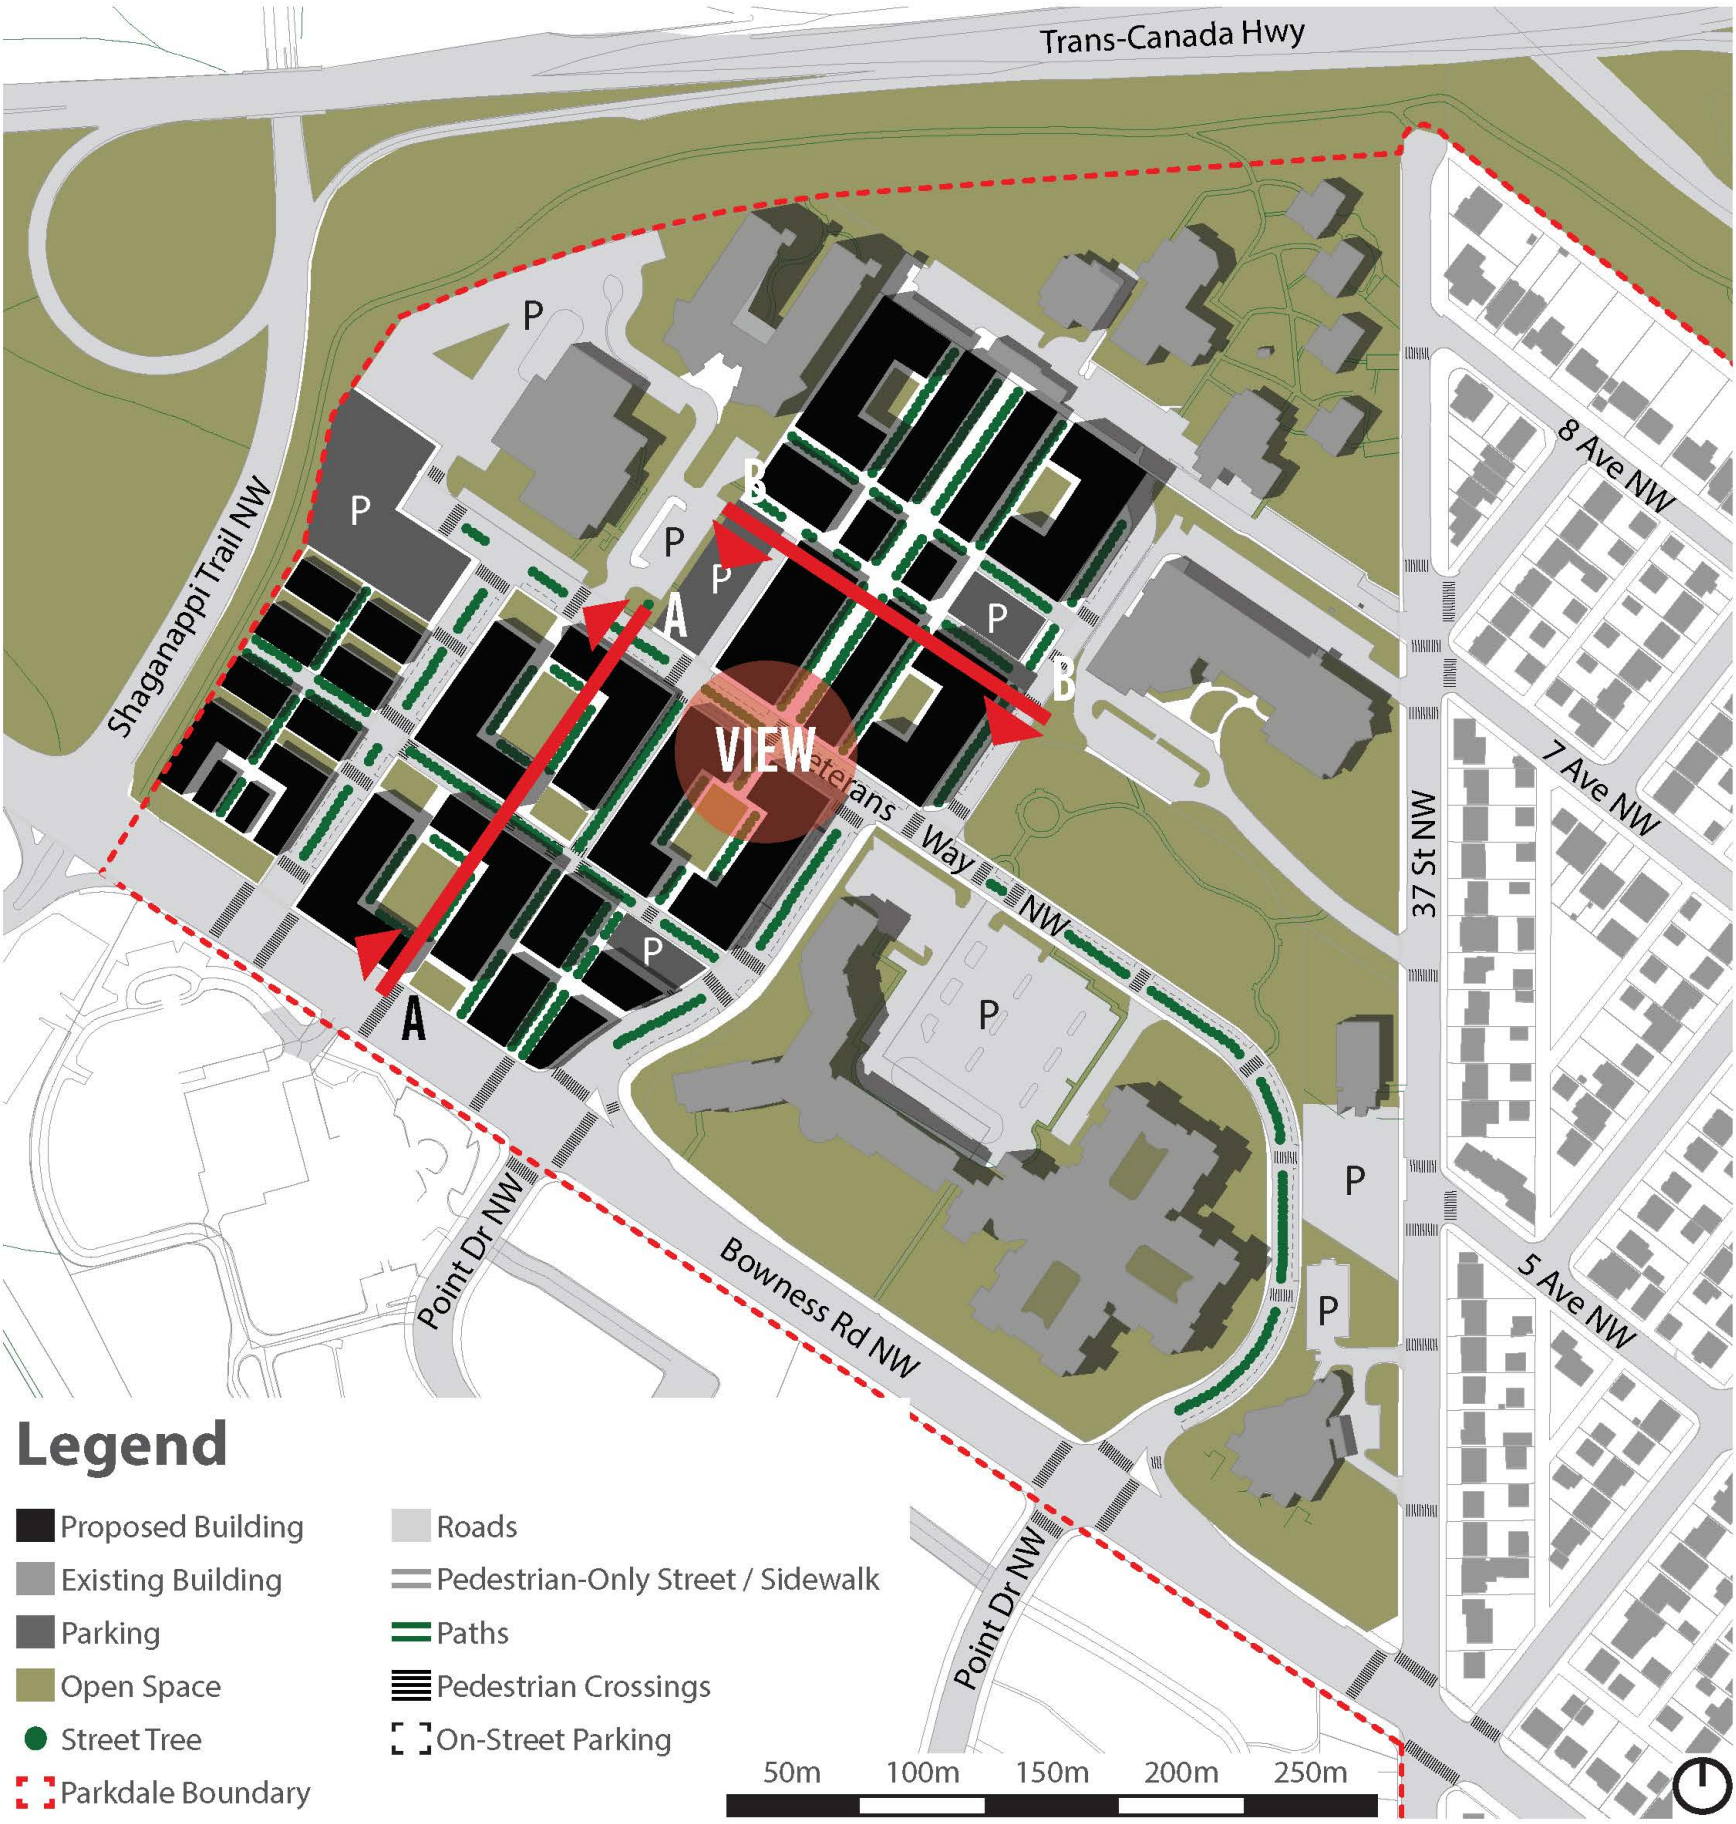 Trans-Canada Hwy
P
B
8 Ave NW
P
P
P
P
A
Shaganappi Trail NW
B
VIEW
eterans
Way
NW
7 Ave NW
37 St NW
P
A
P
P
Point Dr NW
Bowness Rd NW
P
5 Ave NW
Legend
Proposed Building
Existing Building
Parking
Open Space
Street Tree
Parkdale Boundary
Roads
Pedestrian-Only Street / Sidewalk
Paths
Pedestrian Crossings
On-Street Parking
Point Dr NW
50m 100m 150m 200m 250m